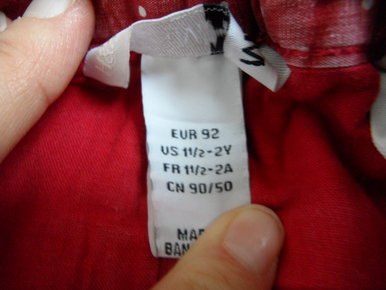 EUR 92
US 1½-2Y
FR 1½-2A
CN 90/50